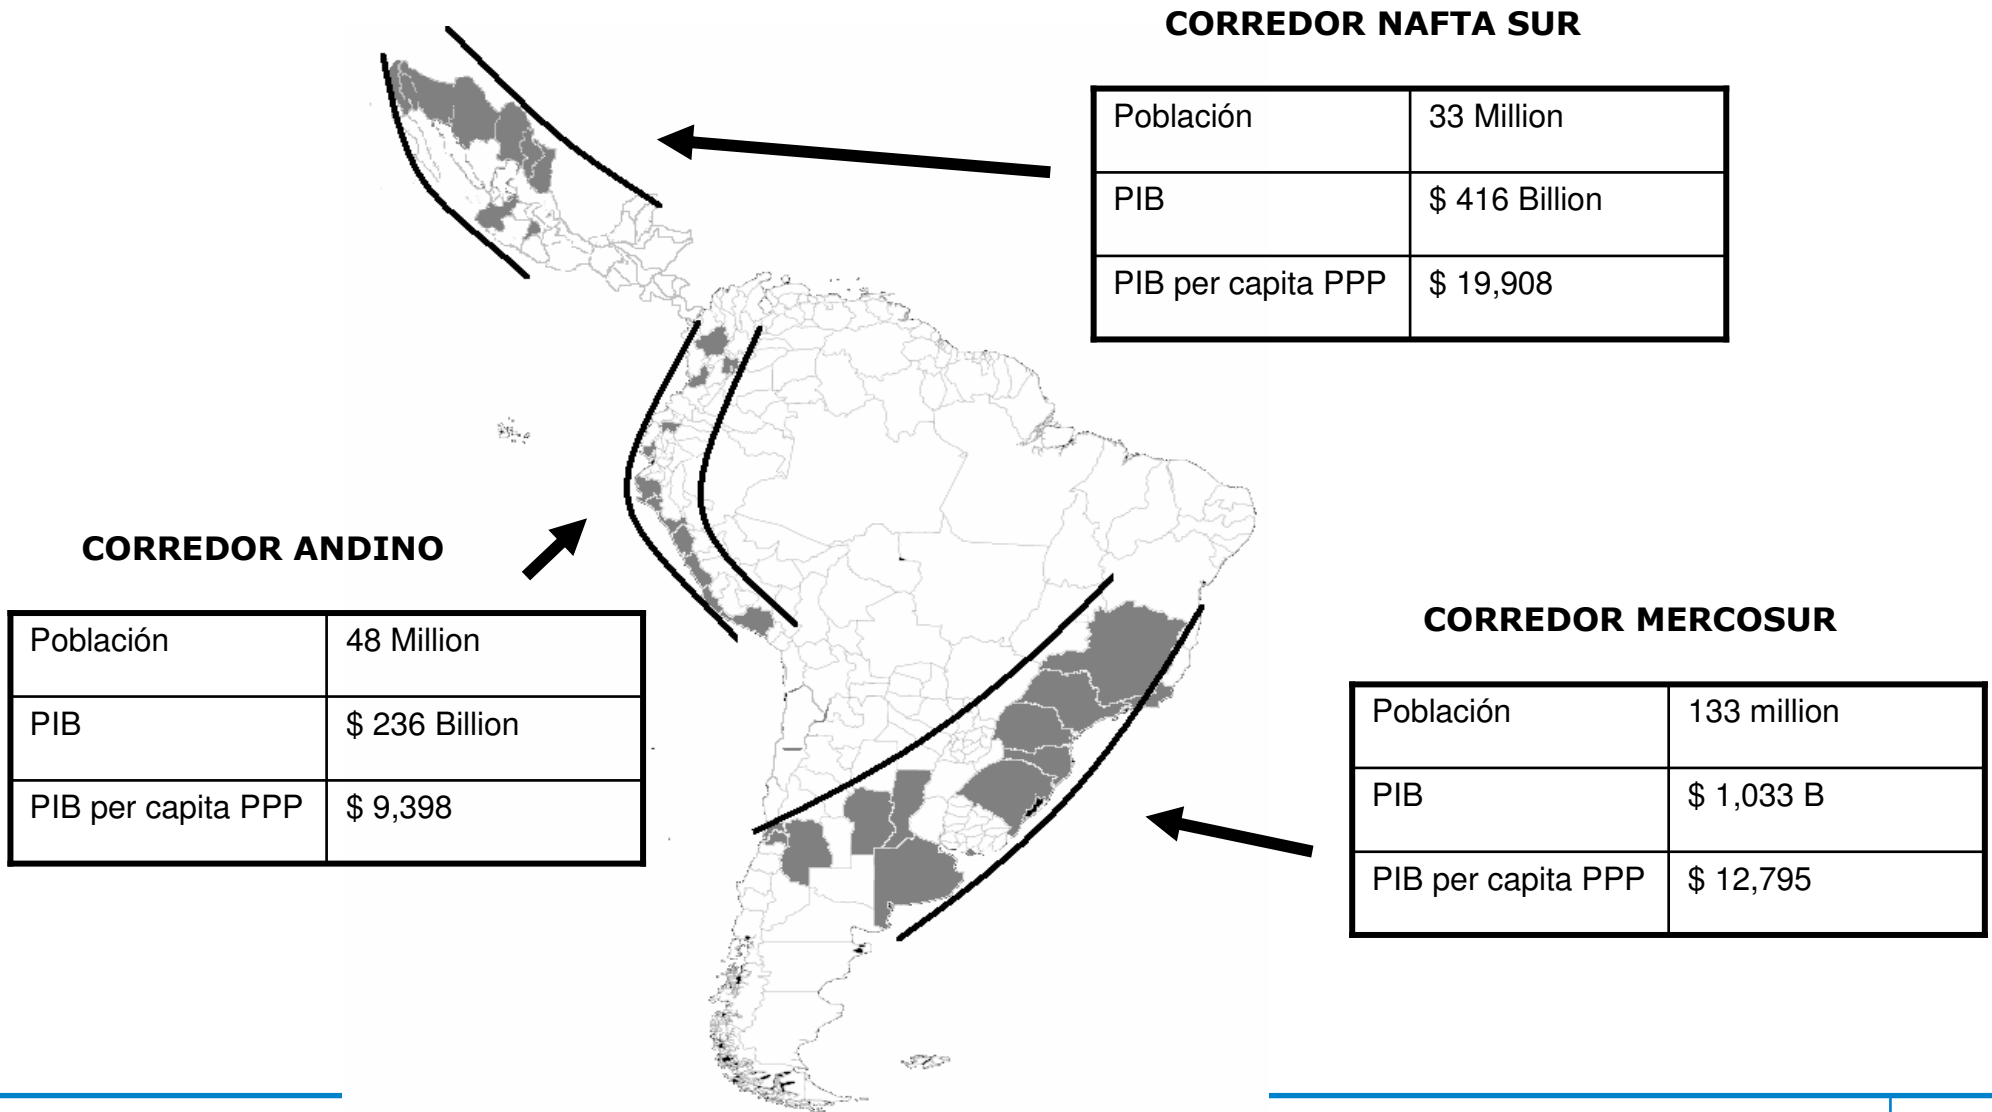 CORREDOR NAFTA SUR
Población 33 Million
PIB $ 416 Billion
PIB per capita PPP $ 19,908
CORREDOR ANDINO
Población 48 Million
PIB $ 236 Billion
PIB per capita PPP $ 9,398
CORREDOR MERCOSUR
Población 133 million
PIB $ 1,033 B
PIB per capita PPP $ 12,795